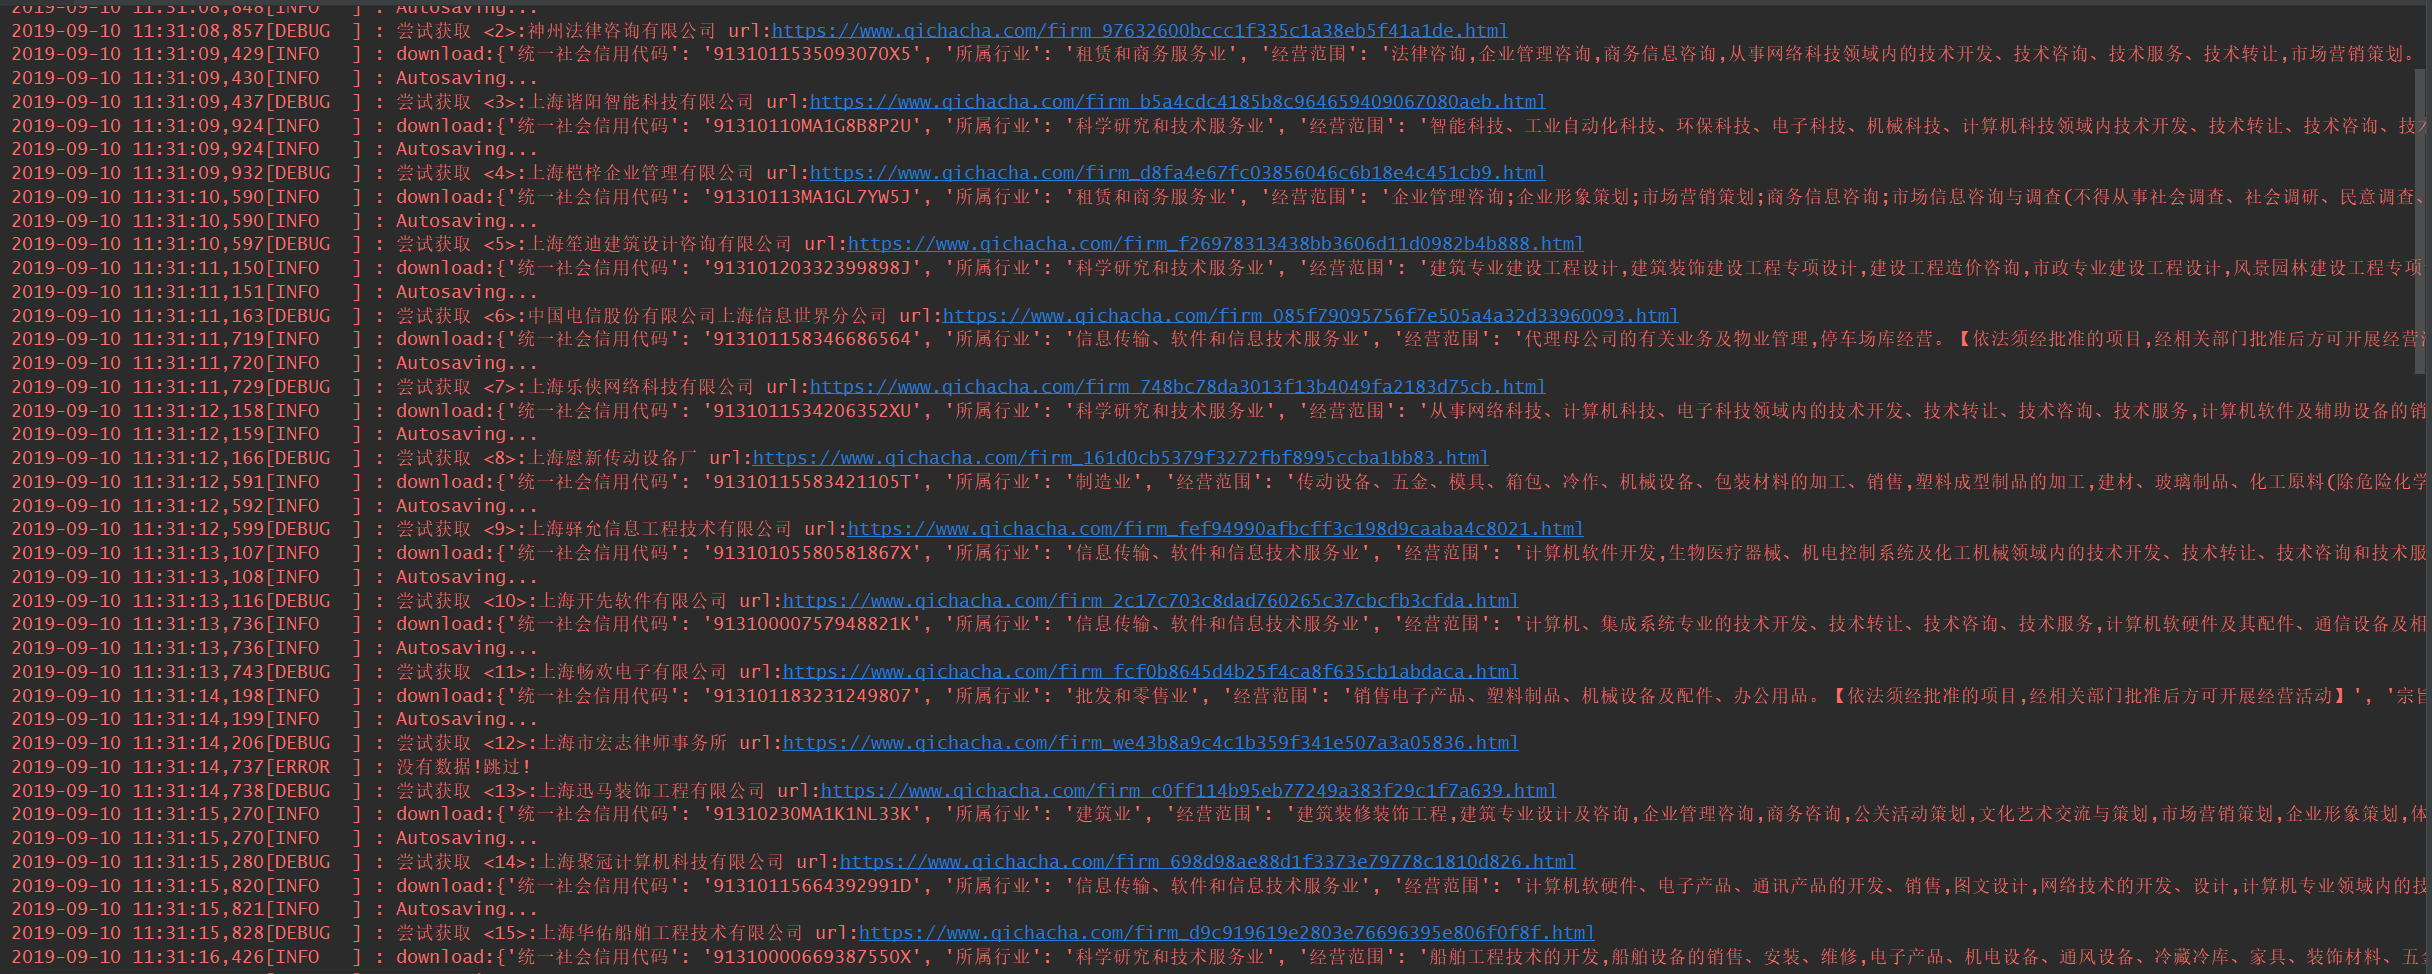 2019-09-10 11:31:08,848[INFO   ] : Autosaving...
2019-09-10 11:31:08,857[DEBUG  ] : 尝试获取 <2>:神州法律咨询有限公司 url:https://www.qichacha.com/firm_97632600bccc1f335c1a38eb5f41a1de.html
2019-09-10 11:31:09,429[INFO   ] : download:{'统一社会信用代码': '91310115350930​70X5', '所属行业': '租赁和商务服务业', '经营范围': '法律咨询,企业管理咨询,商务信息咨询,从事网络科技领域内的技术开发、技术咨询、技术服务、技术转让,市场营销策划。
2019-09-10 11:31:09,430[INFO   ] : Autosaving...
2019-09-10 11:31:09,437[DEBUG  ] : 尝试获取 <3>:上海谐阳智能科技有限公司 url:https://www.qichacha.com/firm_b5a4cdc4185b8c964659409067080aeb.html
2019-09-10 11:31:09,924[INFO   ] : download:{'统一社会信用代码': '91310110MA1G8B8P2U', '所属行业': '科学研究和技术服务业', '经营范围': '智能科技、工业自动化科技、环保科技、电子科技、机械科技、计算机科技领域内技术开发、技术转让、技术咨询、技术
2019-09-10 11:31:09,924[INFO   ] : Autosaving...
2019-09-10 11:31:09,932[DEBUG  ] : 尝试获取 <4>:上海桤梓企业管理有限公司 url:https://www.qichacha.com/firm_d8fa4e67fc03856046c6b18e4c451cb9.html
2019-09-10 11:31:10,590[INFO   ] : download:{'统一社会信用代码': '91310113MA1GL7YW5J', '所属行业': '租赁和商务服务业', '经营范围': '企业管理咨询;企业形象策划;市场营销策划;商务信息咨询;市场信息咨询与调查(不得从事社会调查、社会调研、民意调查、
2019-09-10 11:31:10,590[INFO   ] : Autosaving...
2019-09-10 11:31:10,597[DEBUG  ] : 尝试获取 <5>:上海笙迪建筑设计咨询有限公司 url:https://www.qichacha.com/firm_f26978313438bb3606d11d0982b4b888.html
2019-09-10 11:31:11,150[INFO   ] : download:{'统一社会信用代码': '91310120332399898J', '所属行业': '科学研究和技术服务业', '经营范围': '建筑专业建设工程设计,建筑装饰建设工程专项设计,建设工程造价咨询,市政专业建设工程设计,风景园林建设工程专项
2019-09-10 11:31:11,151[INFO   ] : Autosaving...
2019-09-10 11:31:11,163[DEBUG  ] : 尝试获取 <6>:中国电信股份有限公司上海信息世界分公司 url:https://www.qichacha.com/firm_085f79095756f7e505a4a32d33960093.html
2019-09-10 11:31:11,719[INFO   ] : download:{'统一社会信用代码': '913101158346686564', '所属行业': '信息传输、软件和信息技术服务业', '经营范围': '代理母公司的有关业务及物业管理,停车场库经营。【依法须经批准的项目,经相关部门批准后方可开展经营活
2019-09-10 11:31:11,720[INFO   ] : Autosaving...
2019-09-10 11:31:11,729[DEBUG  ] : 尝试获取 <7>:上海乐侠网络科技有限公司 url:https://www.qichacha.com/firm_748bc78da3013f13b4049fa2183d75cb.html
2019-09-10 11:31:12,158[INFO   ] : download:{'统一社会信用代码': '9131011534206352XU', '所属行业': '科学研究和技术服务业', '经营范围': '从事网络科技、计算机科技、电子科技领域内的技术开发、技术转让、技术咨询、技术服务,计算机软件及辅助设备的销
2019-09-10 11:31:12,159[INFO   ] : Autosaving...
2019-09-10 11:31:12,166[DEBUG  ] : 尝试获取 <8>:上海慰新传动设备厂 url:https://www.qichacha.com/firm_161d0cb5379f3272fbf8995ccba1bb83.html
2019-09-10 11:31:12,591[INFO   ] : download:{'统一社会信用代码': '91310115583421105T', '所属行业': '制造业', '经营范围': '传动设备、五金、模具、箱包、冷作、机械设备、包装材料的加工、销售,塑料成型制品的加工,建材、玻璃制品、化工原料(除危险化学
2019-09-10 11:31:12,592[INFO   ] : Autosaving...
2019-09-10 11:31:12,599[DEBUG  ] : 尝试获取 <9>:上海驿允信息工程技术有限公司 url:https://www.qichacha.com/firm_fef94990afbcff3c198d9caaba4c8021.html
2019-09-10 11:31:13,107[INFO   ] : download:{'统一社会信用代码': '91310105580581867X', '所属行业': '信息传输、软件和信息技术服务业', '经营范围': '计算机软件开发,生物医疗器械、机电控制系统及化工机械领域内的技术开发、技术转让、技术咨询和技术服
2019-09-10 11:31:13,108[INFO   ] : Autosaving...
2019-09-10 11:31:13,116[DEBUG  ] : 尝试获取 <10>:上海开先软件有限公司 url:https://www.qichacha.com/firm_2c17c703c8dad760265c37cbcfb3cfda.html
2019-09-10 11:31:13,736[INFO   ] : download:{'统一社会信用代码': '91310000757948821K', '所属行业': '信息传输、软件和信息技术服务业', '经营范围': '计算机、集成系统专业的技术开发、技术转让、技术咨询、技术服务,计算机软硬件及其配件、通信设备及相
2019-09-10 11:31:13,736[INFO   ] : Autosaving...
2019-09-10 11:31:13,743[DEBUG  ] : 尝试获取 <11>:上海畅欢电子有限公司 url:https://www.qichacha.com/firm_fcf0b8645d4b25f4ca8f635cb1abdaca.html
2019-09-10 11:31:14,198[INFO   ] : download:{'统一社会信用代码': '913101183231249807', '所属行业': '批发和零售业', '经营范围': '销售电子产品、塑料制品、机械设备及配件、办公用品。【依法须经批准的项目,经相关部门批准后方可开展经营活动】', '宗旨
2019-09-10 11:31:14,199[INFO   ] : Autosaving...
2019-09-10 11:31:14,206[DEBUG  ] : 尝试获取 <12>:上海市宏志律师事务所 url:https://www.qichacha.com/firm_we43b8a9c4c1b359f341e507a3a05836.html
2019-09-10 11:31:14,737[ERROR  ] : 没有数据!跳过!
2019-09-10 11:31:14,738[DEBUG  ] : 尝试获取 <13>:上海迅马装饰工程有限公司 url:https://www.qichacha.com/firm_c0ff114b95eb77249a383f29c1f7a639.html
2019-09-10 11:31:15,270[INFO   ] : download:{'统一社会信用代码': '91310230MA1K1NL33K', '所属行业': '建筑业', '经营范围': '建筑装修装饰工程,建筑专业设计及咨询,企业管理咨询,商务咨询,公关活动策划,文化艺术交流与策划,市场营销策划,企业形象策划,体
2019-09-10 11:31:15,270[INFO   ] : Autosaving...
2019-09-10 11:31:15,280[DEBUG  ] : 尝试获取 <14>:上海聚冠计算机科技有限公司 url:https://www.qichacha.com/firm_698d98ae88d1f3373e79778c1810d826.html
2019-09-10 11:31:15,820[INFO   ] : download:{'统一社会信用代码': '91310115664392991D', '所属行业': '信息传输、软件和信息技术服务业', '经营范围': '计算机软硬件、电子产品、通讯产品的开发、销售,图文设计,网络技术的开发、设计,计算机专业领域内的技
2019-09-10 11:31:15,821[INFO   ] : Autosaving...
2019-09-10 11:31:15,828[DEBUG  ] : 尝试获取 <15>:上海华佑船舶工程技术有限公司 url:https://www.qichacha.com/firm_d9c919619e2803e76696395e806f0f8f.html
2019-09-10 11:31:16,426[INFO   ] : download:{'统一社会信用代码': '91310000669387550X', '所属行业': '科学研究和技术服务业', '经营范围': '船舶工程技术的开发,船舶设备的销售、安装、维修,电子产品、机电设备、通风设备、冷藏冷库、家具、装饰材料、五金